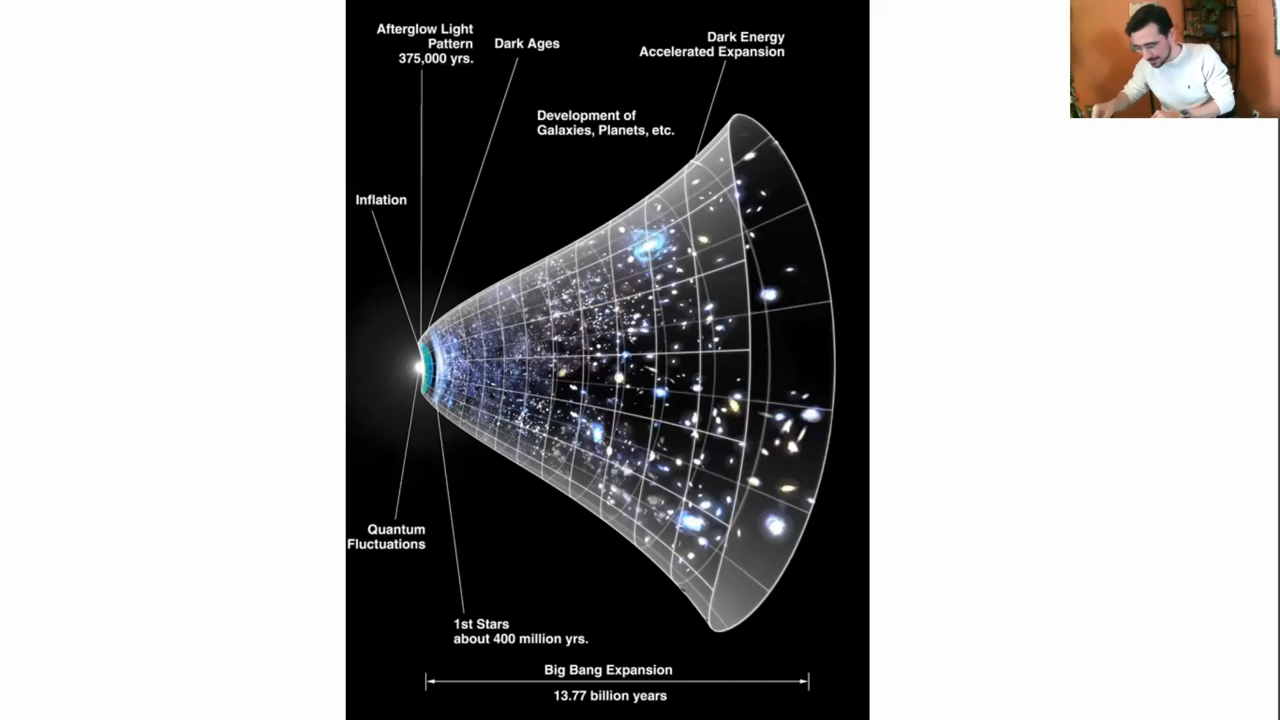 Afterglow Light
Pattern
375,000 yrs.
Dark Ages
Dark Energy
Accelerated Expansion
Development of
Galaxies, Planets, etc.
Inflation
Quantum
Fluctuations
1st Stars
about 400 million yrs.
Big Bang Expansion
13.77 billion years